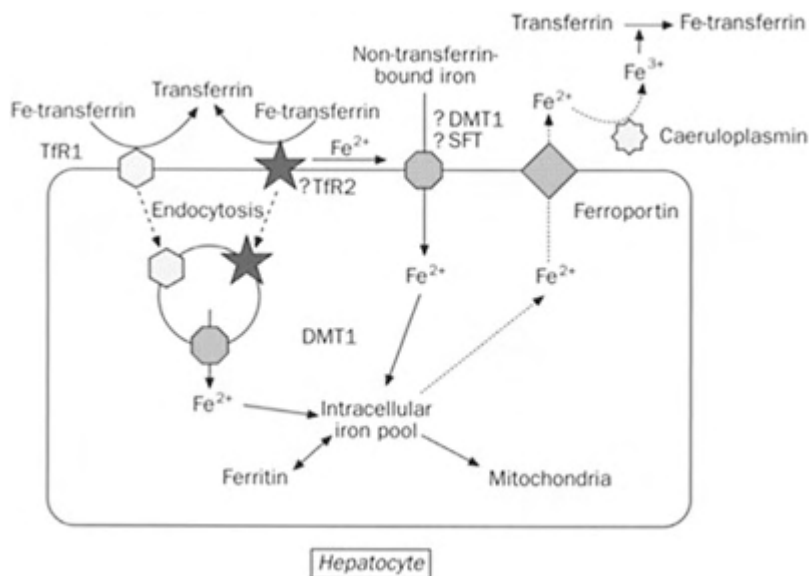 Transferrin Fe-transferrin
Non-transferrin-
bound iron
Fe³⁺
Transferrin
Fe²⁺
Fe-transferrin Fe-transferrin
? DMT1
Caeruloplasmin
? SFT
TfR1
Fe²⁺
?TfR2
Endocytosis
Ferroportin
Fe²⁺
Fe²⁺
DMT1
Fe²⁺
Intracellular
iron pool
Ferritin
Mitochondria
Hepatocyte